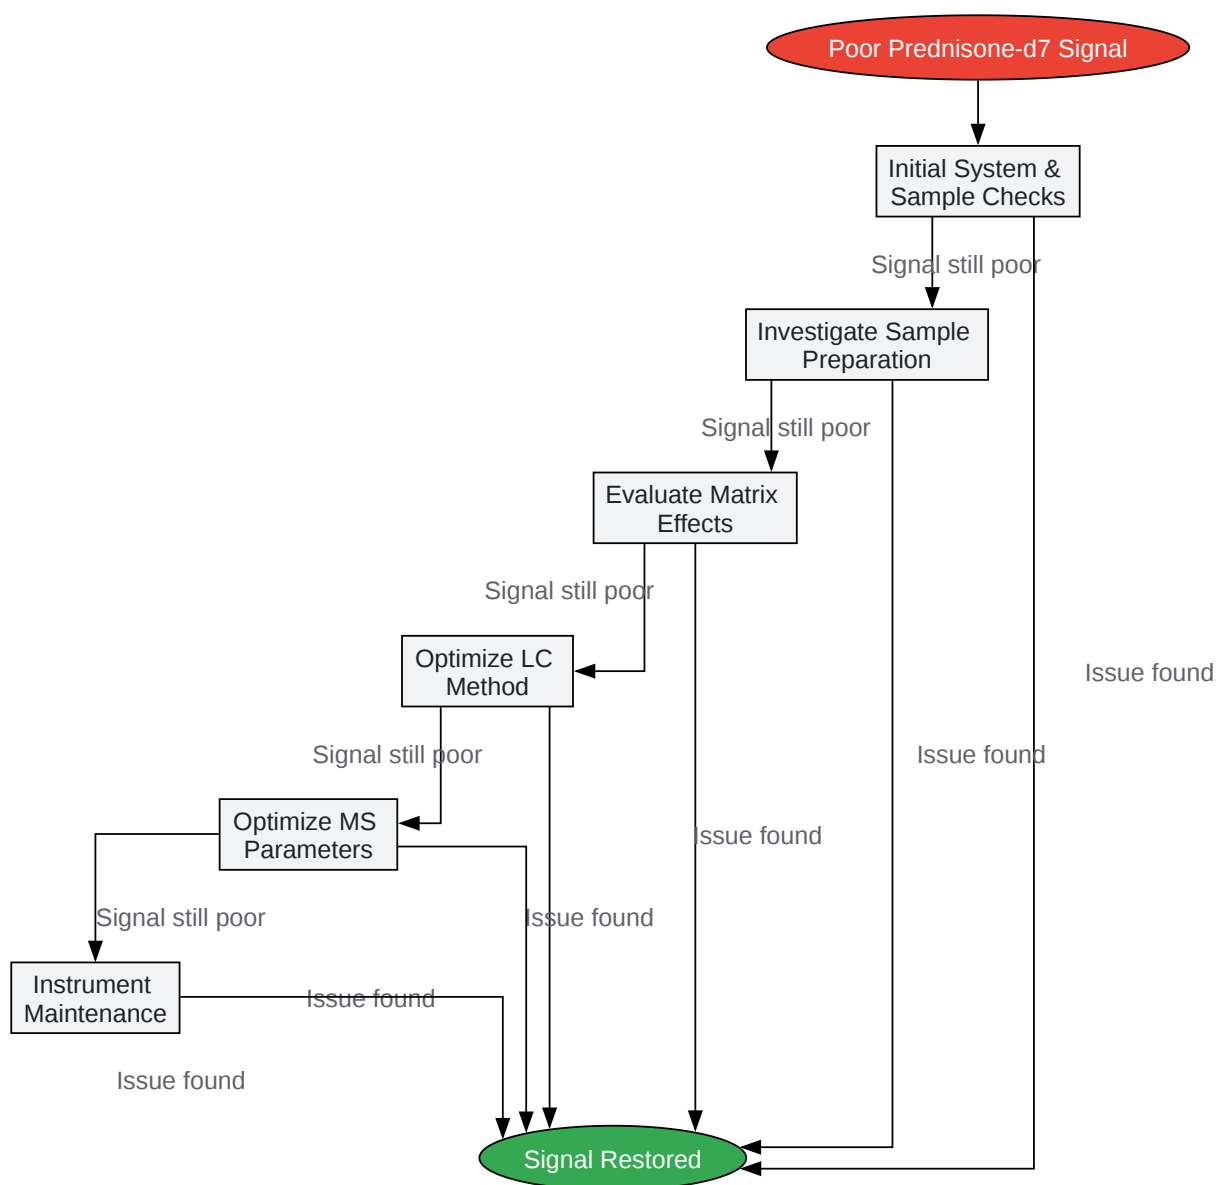 Poor Prednisone-d7 Signal
Initial System &
Sample Checks
Signal still poor
Investigate Sample
Preparation
Signal still poor
Evaluate Matrix
Effects
Signal still poor
Optimize LC
Method
Issue found
Signal still poor
Issue found
Optimize MS
Parameters
Issue found
Signal still poor
Issue found
Instrument
Maintenance
Issue found
Issue found
Signal Restored